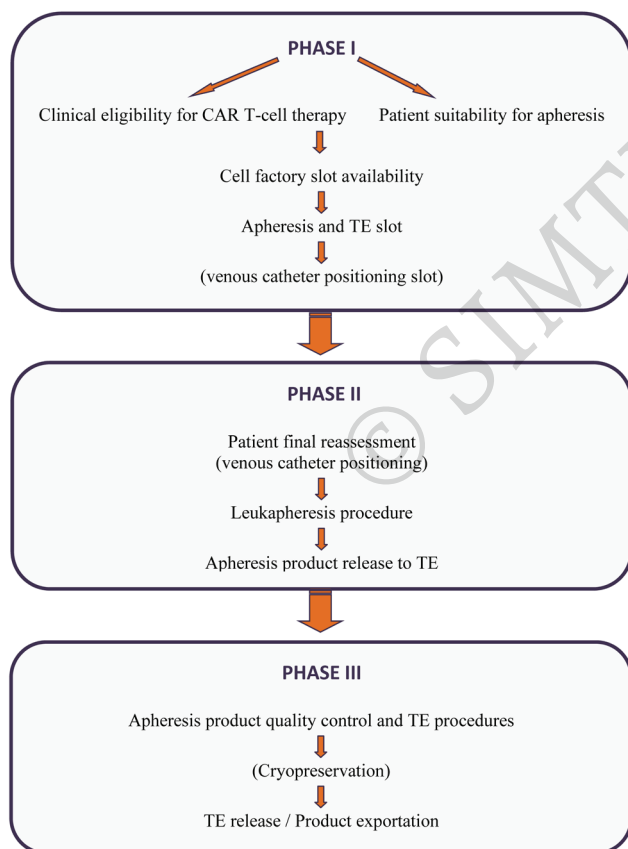 PHASE I
Clinical eligibility for CAR T-cell therapy
Patient suitability for apheresis
Cell factory slot availability
Apheresis and TE slot
(venous catheter positioning slot)
PHASE II
Patient final reassessment
(venous catheter positioning)
Leukapheresis procedure
Apheresis product release to TE
PHASE III
Apheresis product quality control and TE procedures
(Cryopreservation)
TE release / Product exportation
© SIMT